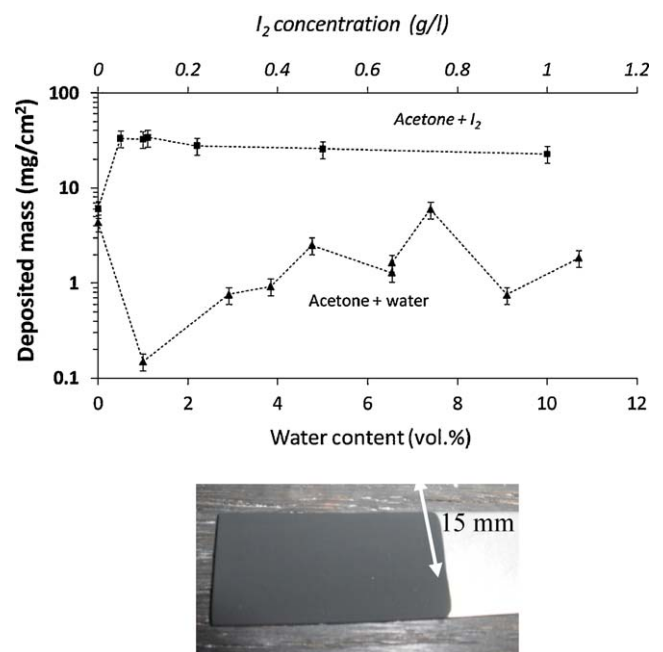 I₂ concentration (g/l)
0 0.2 0.4 0.6 0.8 1 1.2
100
10
1
0.1
Deposited mass (mg/cm²)
Acetone + I₂
Acetone + water
0 2 4 6 8 10 12
Water content (vol.%)
15 mm